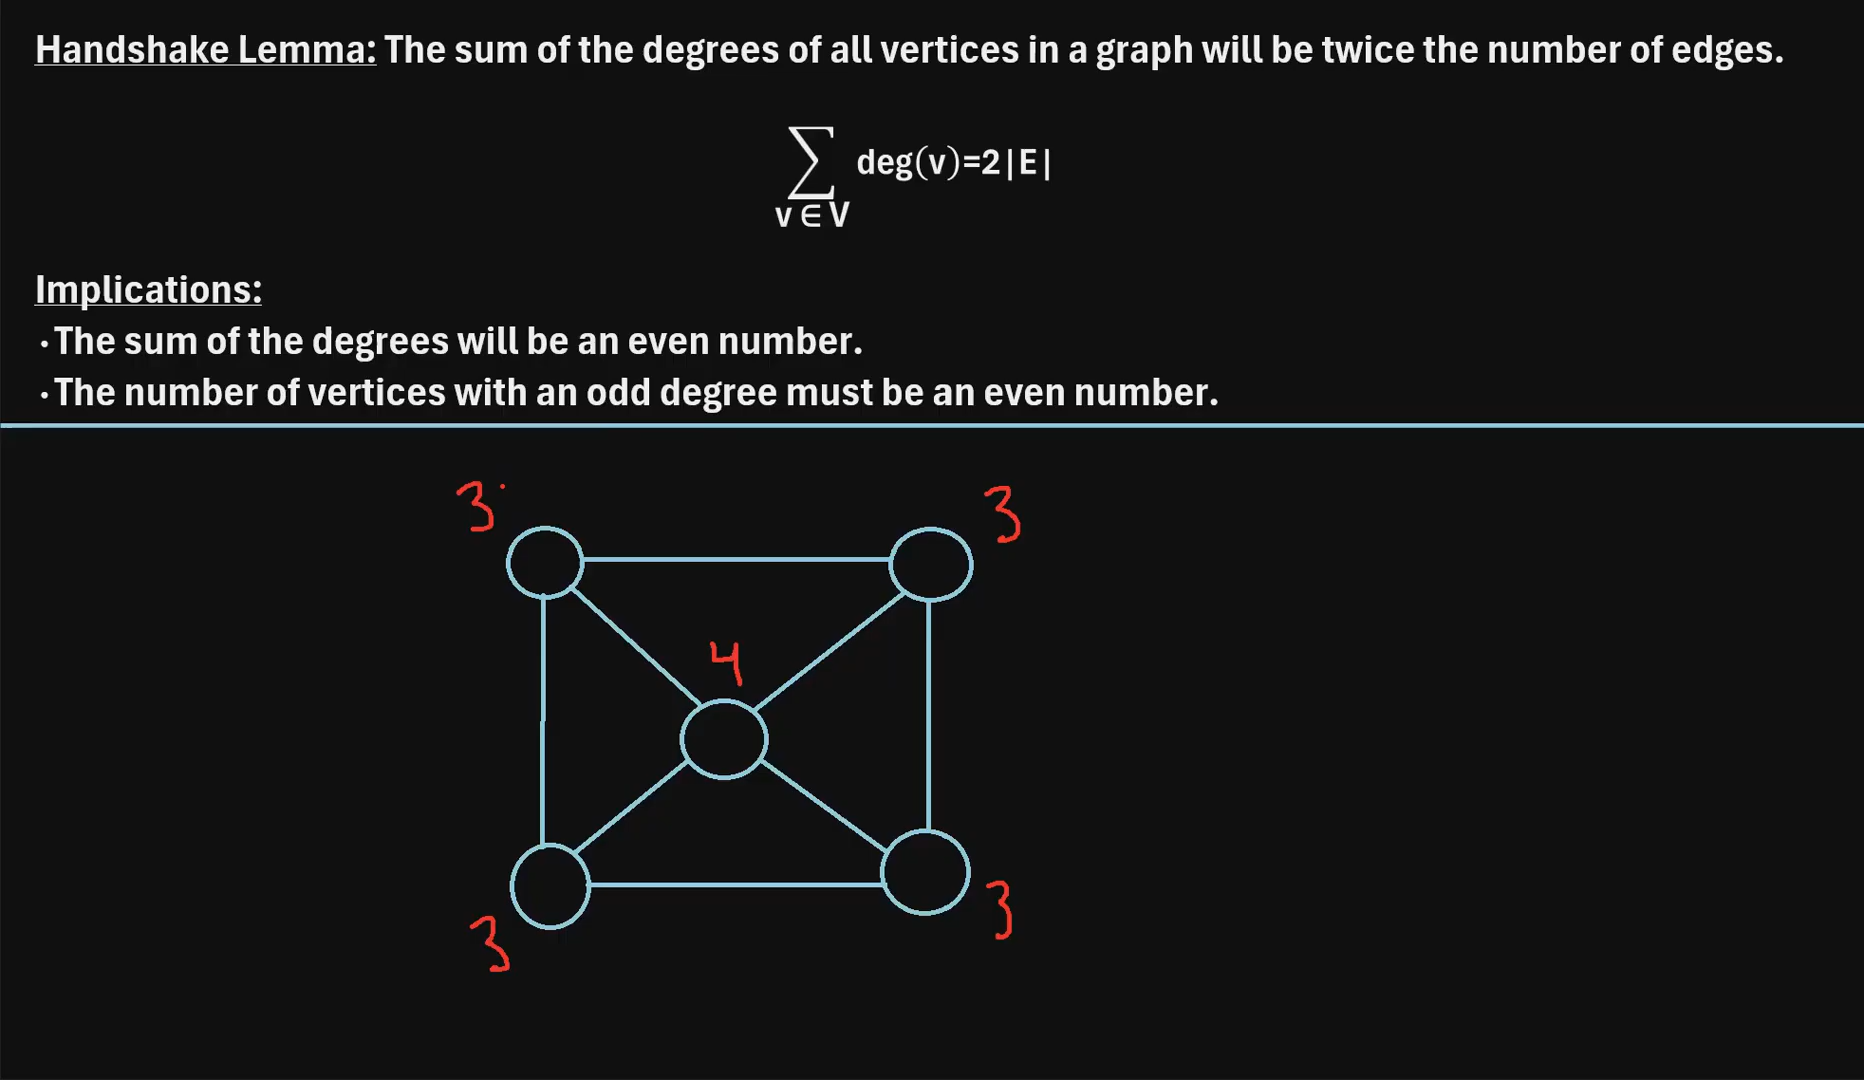 Handshake Lemma: The sum of the degrees of all vertices in a graph will be twice the number of edges.
∑ deg(v)=2|E|
v ∈ V
Implications:
·The sum of the degrees will be an even number.
·The number of vertices with an odd degree must be an even number.
3 3
4
3 3